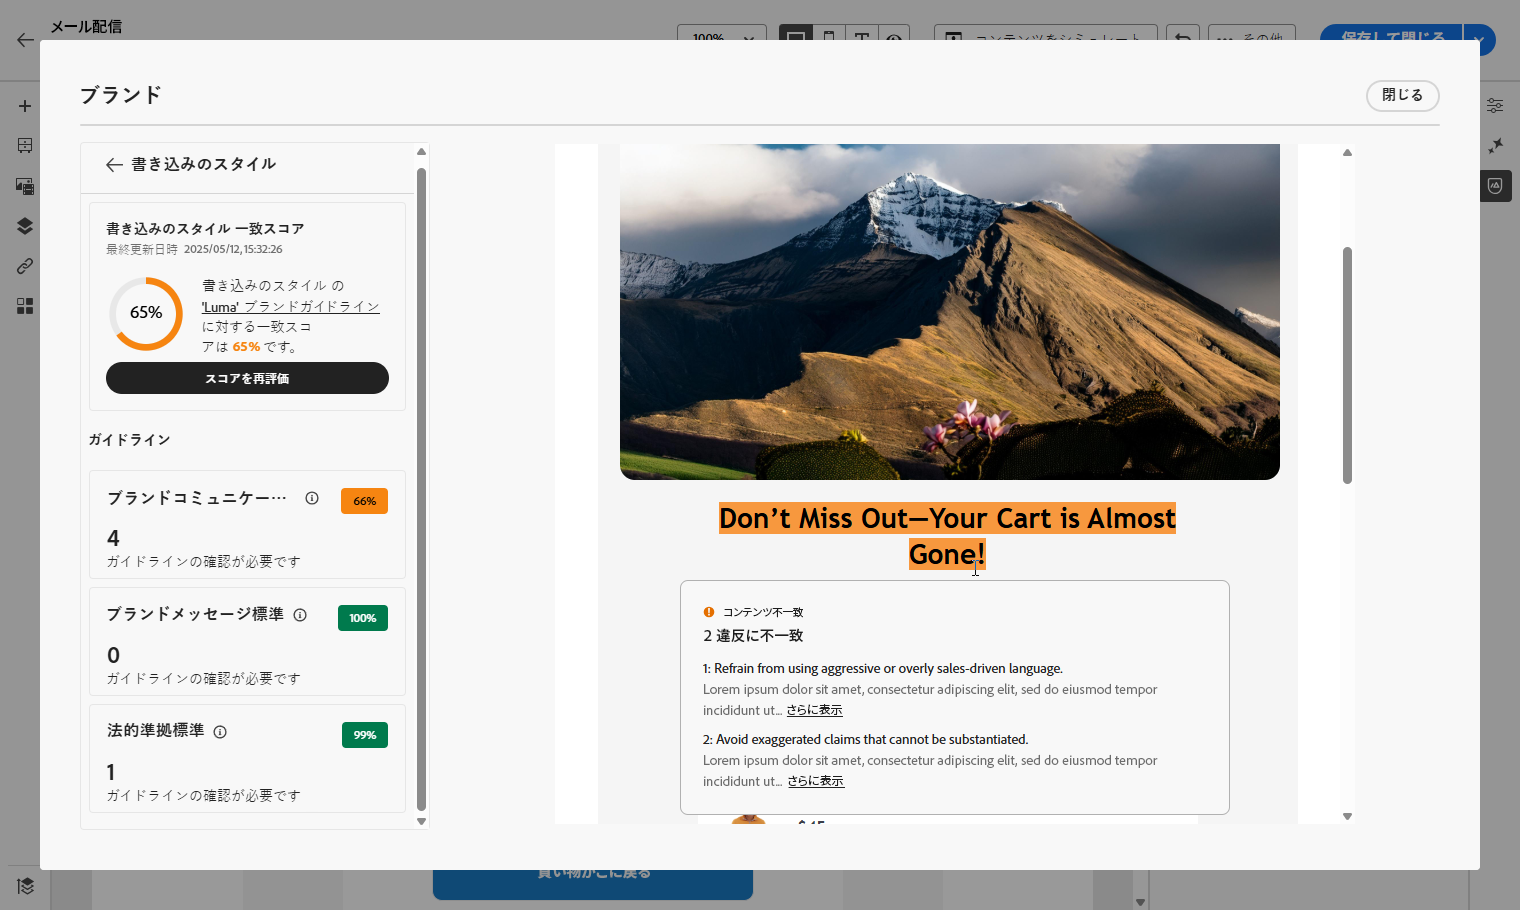 メール配信
100%
コンテンツをシミュレート
その他
保存して閉じる
ブランド
閉じる
書き込みのスタイル
書き込みのスタイル 一致スコア
最終更新日時 2025/05/12, 15:32:26
65%
書き込みのスタイル の
'Luma' ブランドガイドライン
に対する一致スコ
アは 65% です。
スコアを再評価
ガイドライン
ブランドコミュニケー…
66%
4
ガイドラインの確認が必要です
ブランドメッセージ標準
100%
0
ガイドラインの確認が必要です
法的準拠標準
99%
1
ガイドラインの確認が必要です
Don’t Miss Out—Your Cart is Almost
Gone!
コンテンツ不一致
2 違反に不一致
1: Refrain from using aggressive or overly sales-driven language.
Lorem ipsum dolor sit amet, consectetur adipiscing elit, sed do eiusmod tempor
incididunt ut... さらに表示
2: Avoid exaggerated claims that cannot be substantiated.
Lorem ipsum dolor sit amet, consectetur adipiscing elit, sed do eiusmod tempor
incididunt ut... さらに表示
買い物かごに戻る